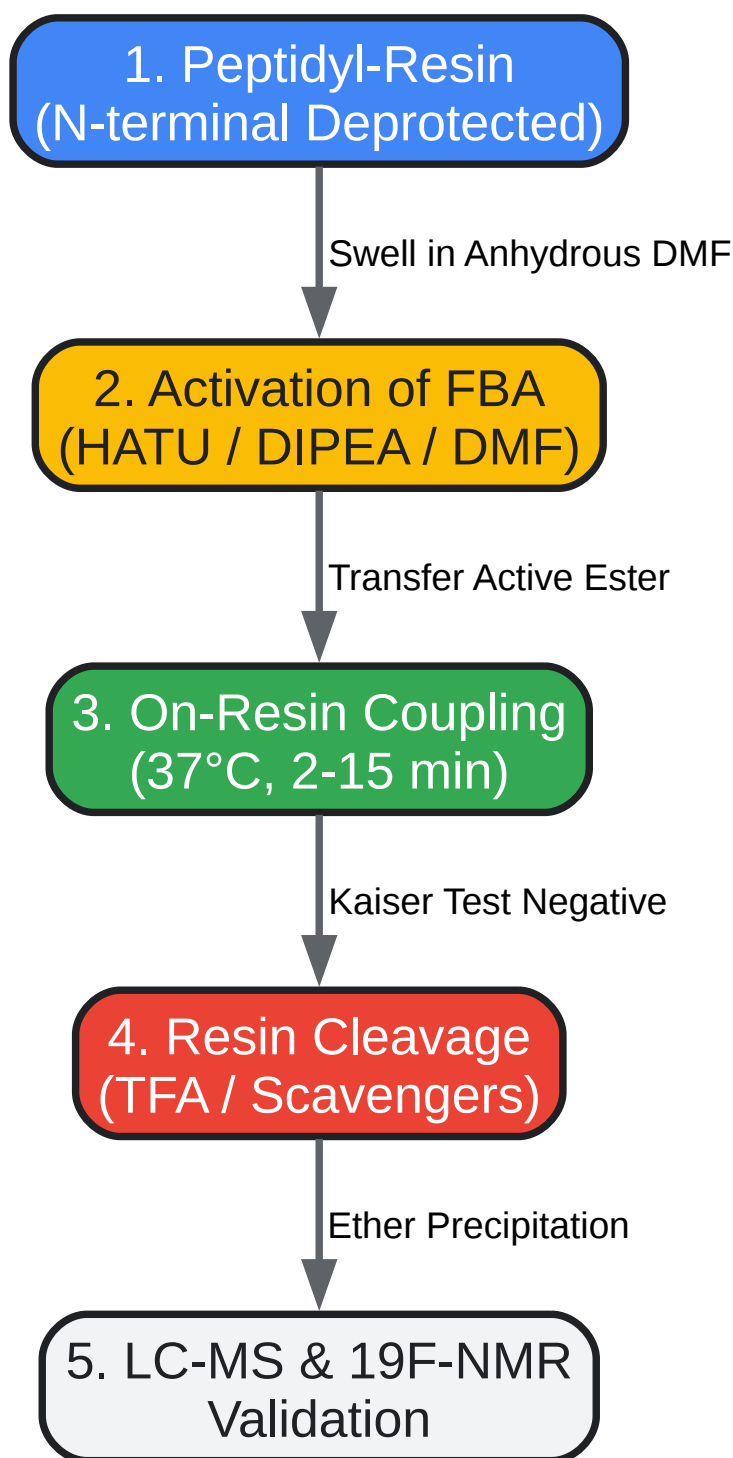 1. Peptidyl-Resin
(N-terminal Deprotected)
Swell in Anhydrous DMF
2. Activation of FBA
(HATU / DIPEA / DMF)
Transfer Active Ester
3. On-Resin Coupling
(37°C, 2-15 min)
Kaiser Test Negative
4. Resin Cleavage
(TFA / Scavengers)
Ether Precipitation
5. LC-MS & 19F-NMR
Validation